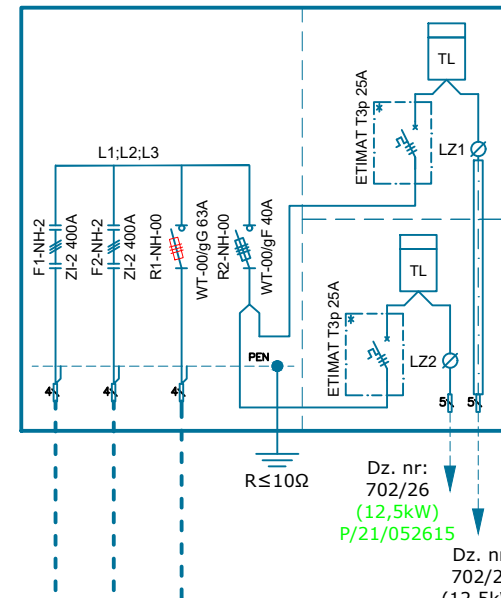 TL
ETIMAT T3p 25A
*
LZ1
L1;L2;L3
F1-NH-2
ZI-2 400A
F2-NH-2
ZI-2 400A
R1-NH-00
WT-00/gG 63A
R2-NH-00
WT-00/gF 40A
TL
ETIMAT T3p 25A
*
LZ2
PEN
4
4
4
5
5
R≤10Ω
Dz. nr:
702/26
(12,5kW)
P/21/052615
Dz. nr
702/2
(12,5k